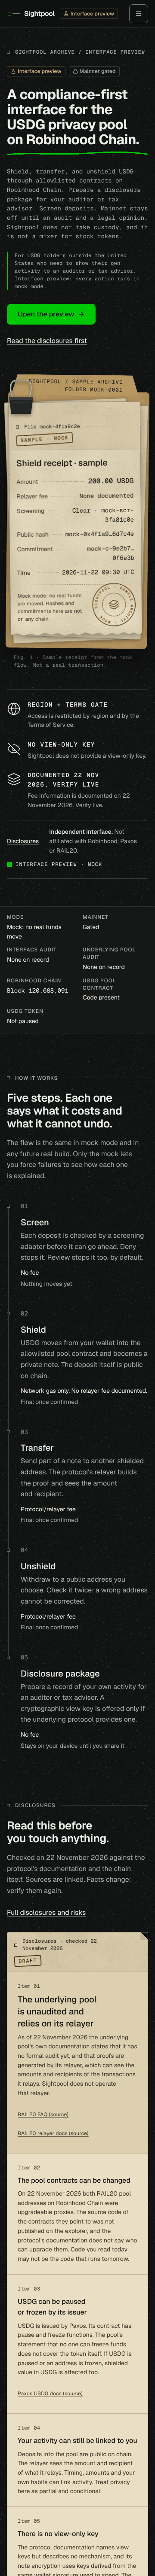 Sightpool
Interface preview
SIGHTPOOL ARCHIVE / INTERFACE PREVIEW
Interface preview
Mainnet gated
A compliance-first
interface for the
USDG privacy pool
on Robinhood Chain.
Shield, transfer, and unshield USDG
through allowlisted contracts on
Robinhood Chain. Prepare a disclosure
package for your auditor or tax
adviser. Screen deposits. Mainnet stays
off until an audit and a legal opinion.
Sightpool does not take custody, and it
is not a mixer for stock tokens.
For USDG holders outside the United
States who need to show their own
activity to an auditor or tax adviser.
Interface preview: every action runs in
mock mode.
Open the preview →
Read the disclosures first
SIGHTPOOL / SAMPLE ARCHIVE
FOLDER MOCK-0001
File mock-4f1a9c2e
SAMPLE · MOCK
Shield receipt · sample
Amount 200.00 USDG
Relayer fee None documented
Screening Clear · mock-scr-
3fa81c0e
Public hash mock-0x4f1a9…6d7c4e
Commitment mock-c-9e2b7…
0f6e3b
Time 2026-11-22 09:30 UTC
Mock mode: no real funds
are moved. Hashes and
commitments here are not
on any chain.
Fig. 1 · Sample receipt from the mock
flow. Not a real transaction.
REGION + TERMS GATE
Access is restricted by region and by the
Terms of Service.
NO VIEW-ONLY KEY
Sightpool does not provide a view-only key.
DOCUMENTED 22 NOV
2026, VERIFY LIVE
Fee information is documented on 22
November 2026. Verify live.
Disclosures
Independent interface. Not
affiliated with Robinhood, Paxos
or RAIL20.
INTERFACE PREVIEW · MOCK
MODE
Mock: no real funds
move
MAINNET
Gated
INTERFACE AUDIT
None on record
UNDERLYING POOL
AUDIT
None on record
ROBINHOOD CHAIN
Block 120,688,091
USDG POOL
CONTRACT
Code present
USDG TOKEN
Not paused
HOW IT WORKS
Five steps. Each one
says what it costs and
what it cannot undo.
The flow is the same in mock mode and in
any future real build. Only the mock lets
you force failures to see how each one
is explained.
01
Screen
Each deposit is checked by a screening
adapter before it can go ahead. Deny
stops it. Review stops it too, by default.
No fee
Nothing moves yet
02
Shield
USDG moves from your wallet into the
allowlisted pool contract and becomes a
private note. The deposit itself is public
on chain.
Network gas only. No relayer fee documented.
Final once confirmed
03
Transfer
Send part of a note to another shielded
address. The protocol's relayer builds
the proof and sees the amount
and recipient.
Protocol/relayer fee
Final once confirmed
04
Unshield
Withdraw to a public address you
choose. Check it twice: a wrong address
cannot be corrected.
Protocol/relayer fee
Final once confirmed
05
Disclosure package
Prepare a record of your own activity for
an auditor or tax adviser. A
cryptographic view key is offered only if
the underlying protocol provides one.
No fee
Stays on your device until you share it
DISCLOSURES
Read this before
you touch anything.
Checked on 22 November 2026 against the
protocol's documentation and the chain
itself. Sources are linked. Facts change:
verify them again.
Full disclosures and risks
Disclosures · checked 22
November 2026
DRAFT
Item 01
The underlying pool
is unaudited and
relies on its relayer
As of 22 November 2026 the underlying
pool's own documentation states that it has
no formal audit yet, and that proofs are
generated by its relayer, which can see the
amounts and recipients of the transactions
it relays. Sightpool does not operate
that relayer.
RAIL20 FAQ (source)
RAIL20 relayer docs (source)
Item 02
The pool contracts can be changed
On 22 November 2026 both RAIL20 pool
addresses on Robinhood Chain were
upgradeable proxies. The source code of
the contracts they point to was not
published on the explorer, and the
protocol's documentation does not say who
can upgrade them. Code you read today
may not be the code that runs tomorrow.
Item 03
USDG can be paused
or frozen by its issuer
USDG is issued by Paxos. Its contract has
pause and freeze functions. The pool's
statement that no one can freeze funds
does not cover the token itself. If USDG is
paused or an address is frozen, shielded
value in USDG is affected too.
Paxos USDG docs (source)
Item 04
Your activity can still be linked to you
Deposits into the pool are public on chain.
The relayer sees the amount and recipient
of what it relays. Timing, amounts and your
own habits can link activity. Treat privacy
here as partial and conditional.
Item 05
There is no view-only key
The protocol documentation names view
keys but describes no mechanism, and its
note encryption uses keys derived from the